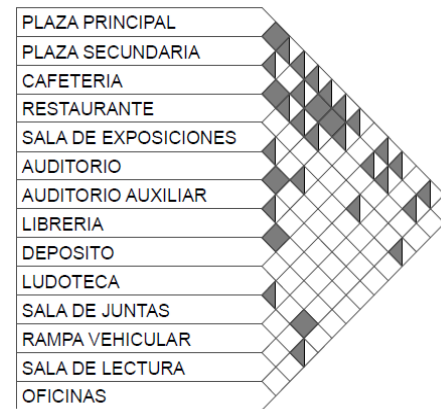 PLAZA PRINCIPAL
PLAZA SECUNDARIA
CAFETERIA
RESTAURANTE
SALA DE EXPOSICIONES
AUDITORIO
AUDITORIO AUXILIAR
LIBRERIA
DEPOSITO
LUDOTECA
SALA DE JUNTAS
RAMPA VEHICULAR
SALA DE LECTURA
OFICINAS